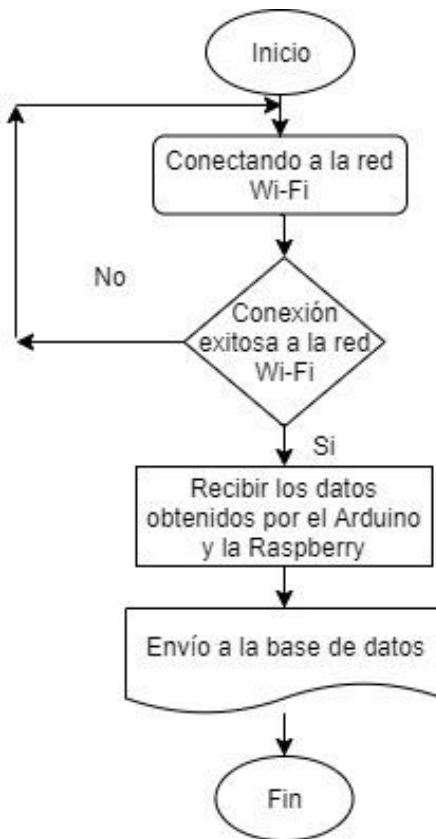 Inicio
Conectando a la red
Wi-Fi
No
Conexión
exitosa a la red
Wi-Fi
Si
Recibir los datos
obtenidos por el Arduino
y la Raspberry
Envío a la base de datos
Fin